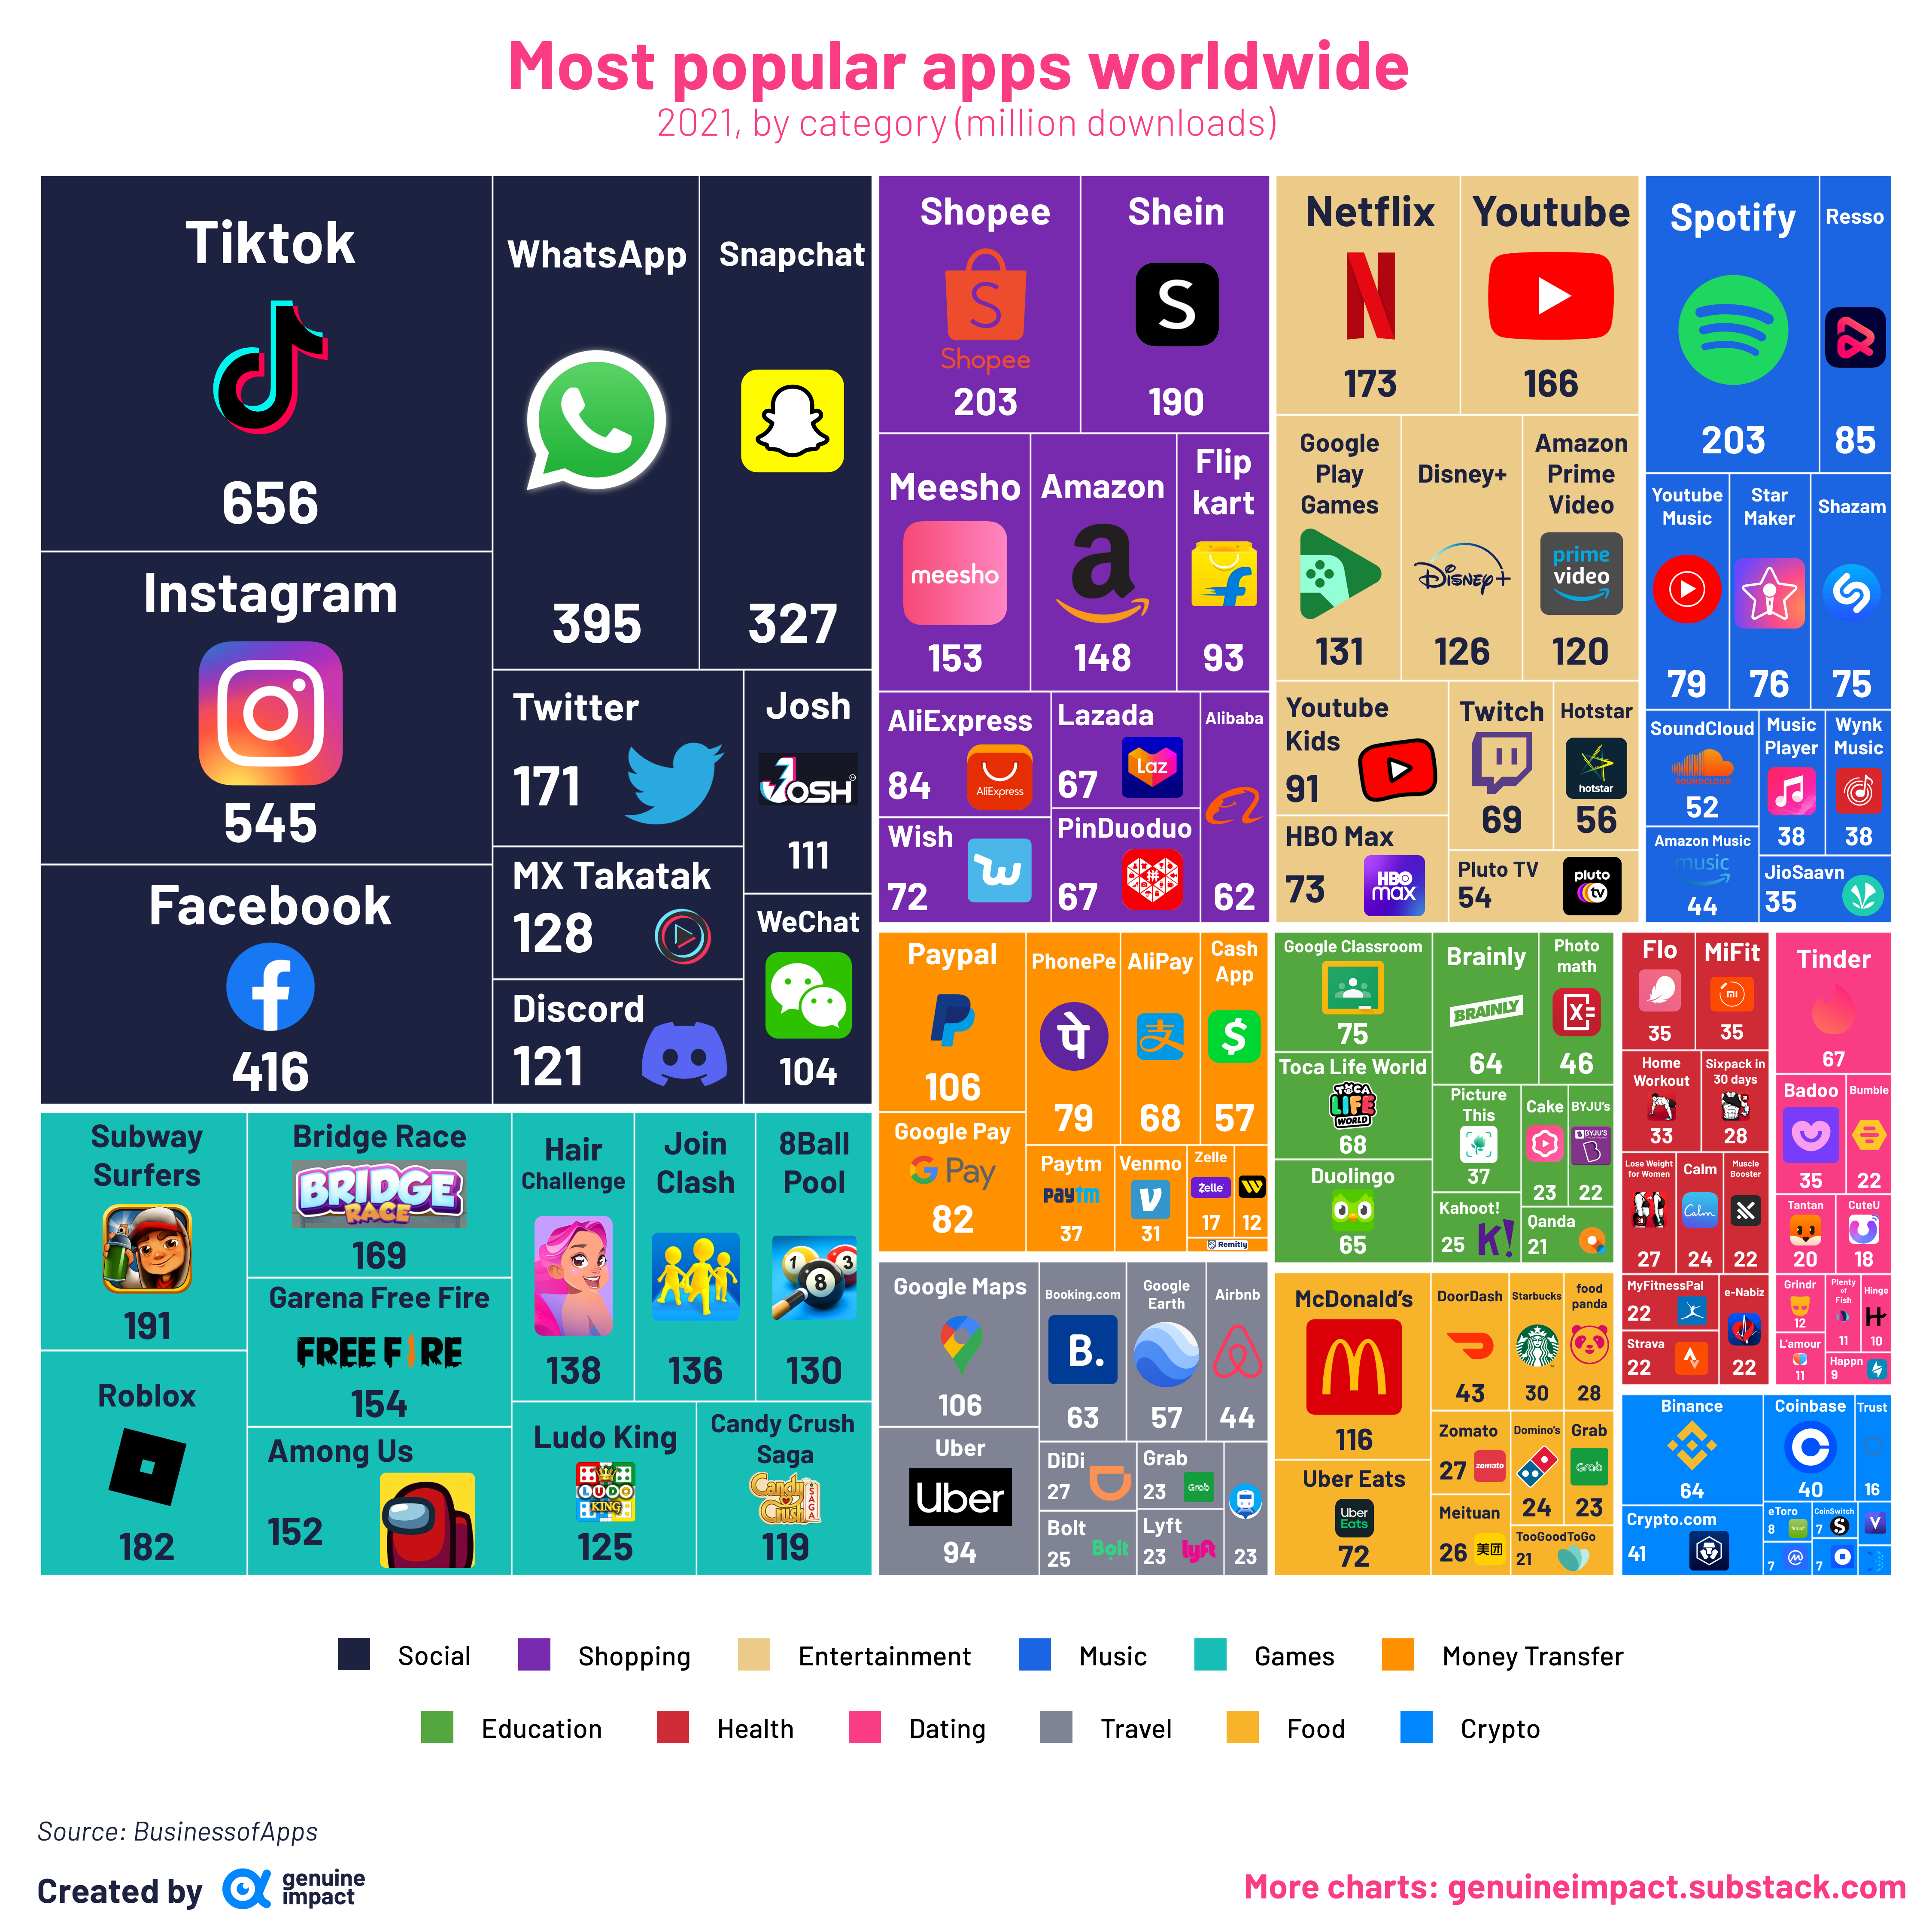 Most popular apps worldwide
2021, by category (million downloads)
Tiktok
656
Instagram
545
Facebook
416
WhatsApp
395
Snapchat
327
Twitter
171
MX Takatak
128
Discord
121
Josh
JOSH
111
WeChat
104
Shopee
Shopee
203
Shein
S
190
Meesho
meesho
153
Amazon
a
148
Flip
kart
93
AliExpress
AliExpress
84
Wish
72
Lazada
Laz
67
PinDuoduo
67
Alibaba
62
Netflix
N
173
Youtube
166
Google
Play
Games
131
Disney+
Disney+
126
Amazon
Prime
Video
prime
video
120
Youtube
Kids
91
HBO Max
HBO
max
73
Twitch
69
Hotstar
hotstar
56
Pluto TV
pluto
tv
54
Spotify
203
Resso
85
Youtube
Music
79
Star
Maker
76
Shazam
75
SoundCloud
SOUNDCLOUD
52
Amazon Music
music
44
Music
Player
38
Wynk
Music
38
JioSaavn
35
Subway
Surfers
191
Roblox
182
Bridge Race
BRIDGE
RACE
169
Garena Free Fire
FREE FIRE
154
Among Us
152
Hair
Challenge
138
Join
Clash
136
8Ball
Pool
1 8 3
130
Ludo King
LUDO
KING
125
Candy Crush
Saga
Candy
Crush
SAGA
119
Paypal
106
Google Pay
G Pay
82
PhonePe
पे
79
AliPay
支
68
Cash
App
$
57
Paytm
paytm
37
Venmo
V
31
Zelle
Zelle
17
12
Remitly
Google Maps
106
Uber
Uber
94
Booking.com
B.
63
Google
Earth
57
Airbnb
44
DiDi
27
Bolt
Bolt
25
Grab
Grab
23
Lyft
lyft
23
23
Google Classroom
75
Toca Life World
TOCA
LIFE
WORLD
68
Duolingo
65
Brainly
BRAINLY
64
Photo
math
46
Picture
This
37
Cake
23
BYJU's
BYJU'S
22
Kahoot!
25
K!
Qanda
21
McDonald's
116
Uber Eats
Uber
Eats
72
DoorDash
43
Starbucks
30
food
panda
28
Zomato
27
zomato
Domino's
24
Grab
Grab
23
Meituan
26
美团
TooGoodToGo
21
Flo
35
MiFit
35
Home
Workout
33
Sixpack in
30 days
28
Lose Weight
for Women
27
Calm
Calm
24
Muscle
Booster
22
MyFitnessPal
22
Strava
22
e-Nabiz
22
Tinder
67
Badoo
35
Bumble
22
Tantan
20
CuteU
18
Grindr
12
L'amour
11
Plenty
of
Fish
11
Hinge
10
Happn
9
Binance
64
Crypto.com
41
Coinbase
40
Trust
16
eToro
8
CoinSwitch
7
7
7
Social
Shopping
Entertainment
Music
Games
Money Transfer
Education
Health
Dating
Travel
Food
Crypto
Source: BusinessofApps
Created by
genuine
impact
More charts: genuineimpact.substack.com